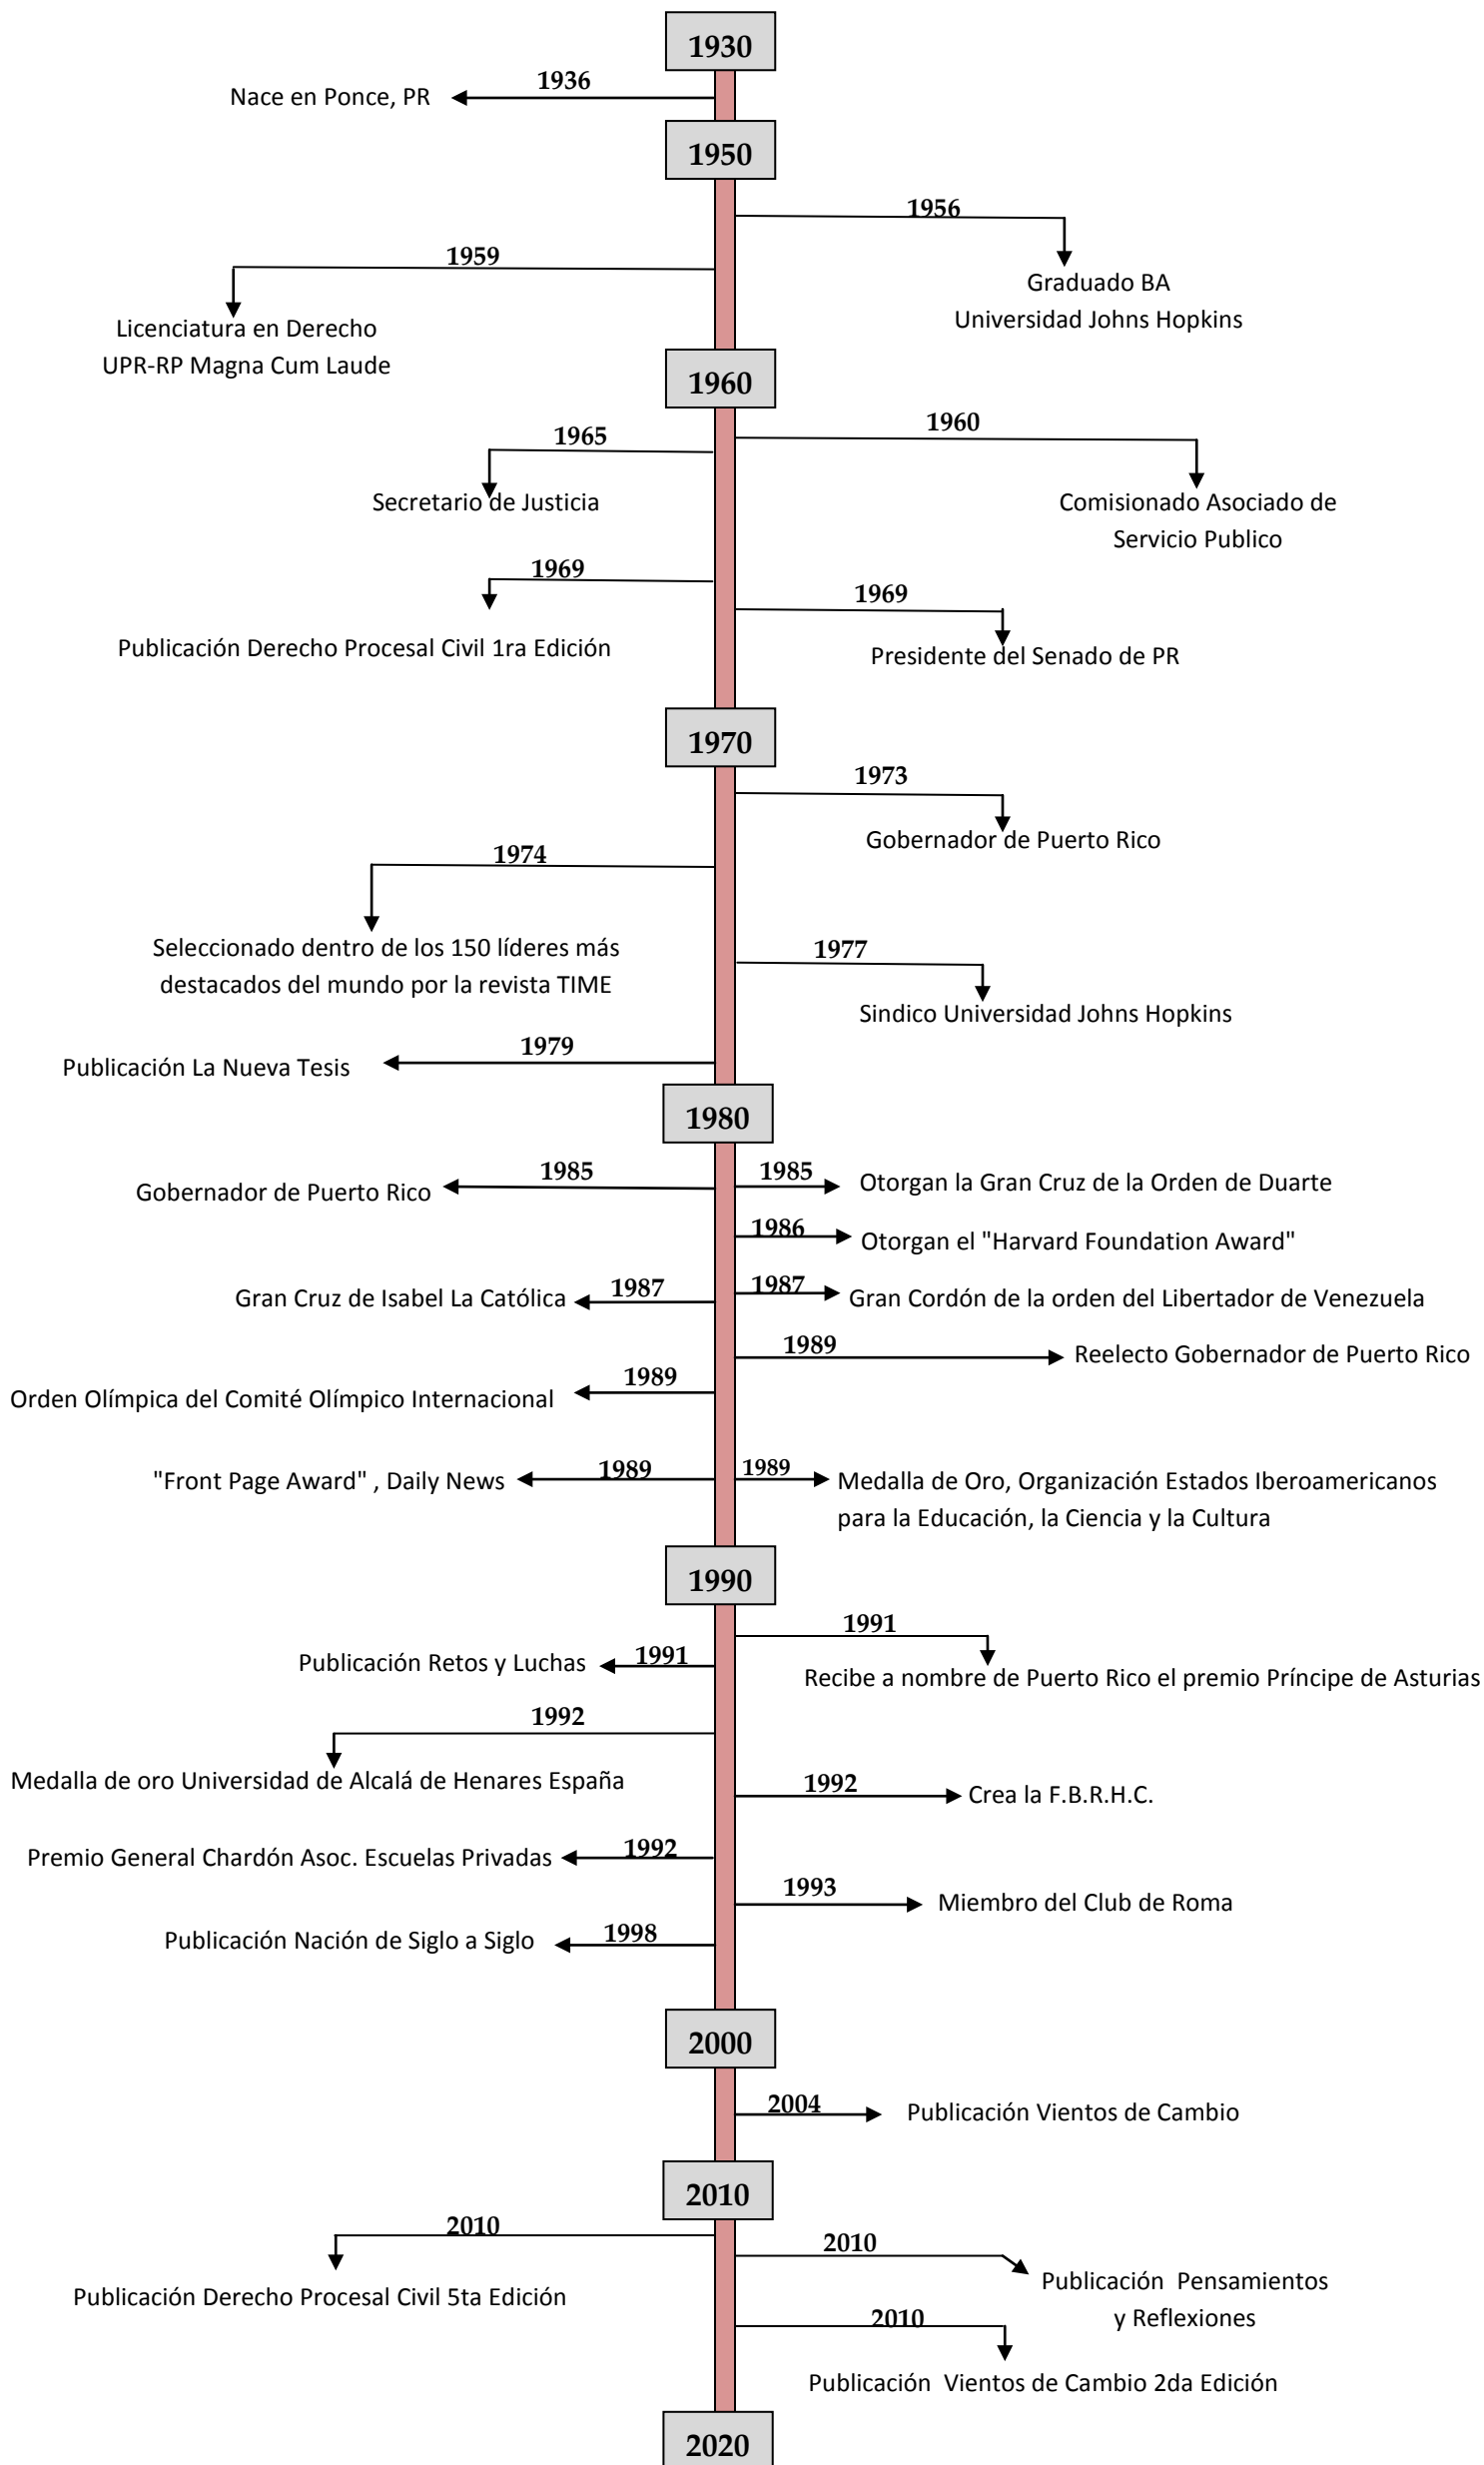 1930
1936
Nace en Ponce, PR
1950
1956
Graduado BA
Universidad Johns Hopkins
1959
Licenciatura en Derecho
UPR-RP Magna Cum Laude
1960
1960
Comisionado Asociado de
Servicio Publico
1965
Secretario de Justicia
1969
Publicación Derecho Procesal Civil 1ra Edición
1969
Presidente del Senado de PR
1970
1973
Gobernador de Puerto Rico
1974
Seleccionado dentro de los 150 líderes más
destacados del mundo por la revista TIME
1977
Sindico Universidad Johns Hopkins
1979
Publicación La Nueva Tesis
1980
1985
Gobernador de Puerto Rico
1985
Otorgan la Gran Cruz de la Orden de Duarte
1986
Otorgan el "Harvard Foundation Award"
1987
Gran Cruz de Isabel La Católica
1987
Gran Cordón de la orden del Libertador de Venezuela
1989
Reelecto Gobernador de Puerto Rico
1989
Orden Olímpica del Comité Olímpico Internacional
1989
"Front Page Award" , Daily News
1989
Medalla de Oro, Organización Estados Iberoamericanos
para la Educación, la Ciencia y la Cultura
1990
1991
Recibe a nombre de Puerto Rico el premio Príncipe de Asturias
1991
Publicación Retos y Luchas
1992
Medalla de oro Universidad de Alcalá de Henares España
1992
Crea la F.B.R.H.C.
1992
Premio General Chardón Asoc. Escuelas Privadas
1993
Miembro del Club de Roma
1998
Publicación Nación de Siglo a Siglo
2000
2004
Publicación Vientos de Cambio
2010
2010
Publicación Derecho Procesal Civil 5ta Edición
2010
Publicación Pensamientos
y Reflexiones
2010
Publicación Vientos de Cambio 2da Edición
2020